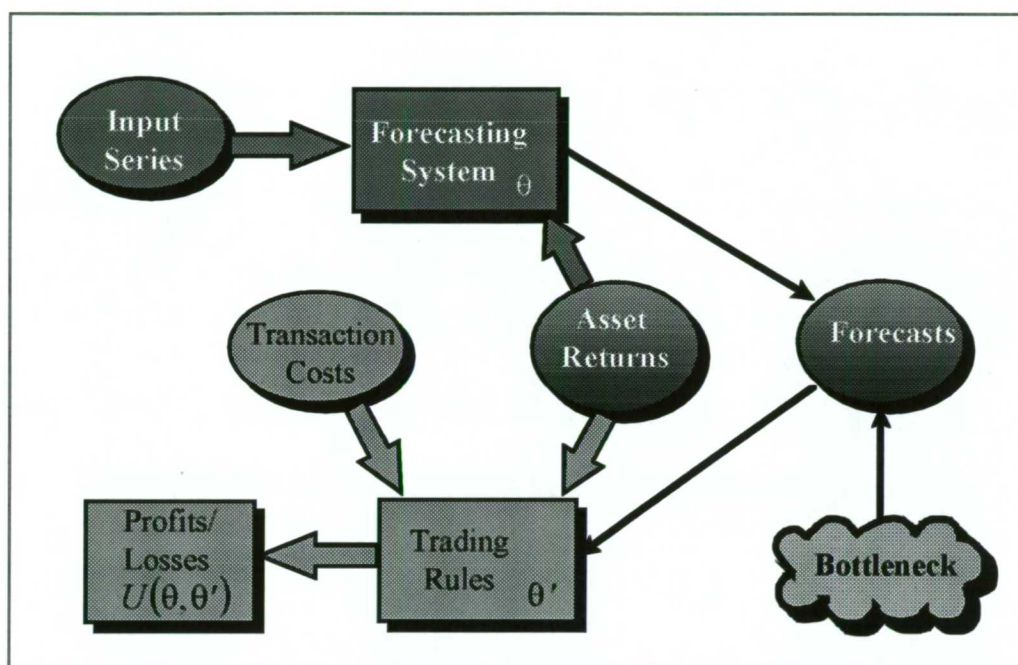 Input
Series
Forecasting
System θ
Transaction
Costs
Asset
Returns
Forecasts
Profits/
Losses
U(θ,θ′)
Trading
Rules θ′
Bottleneck